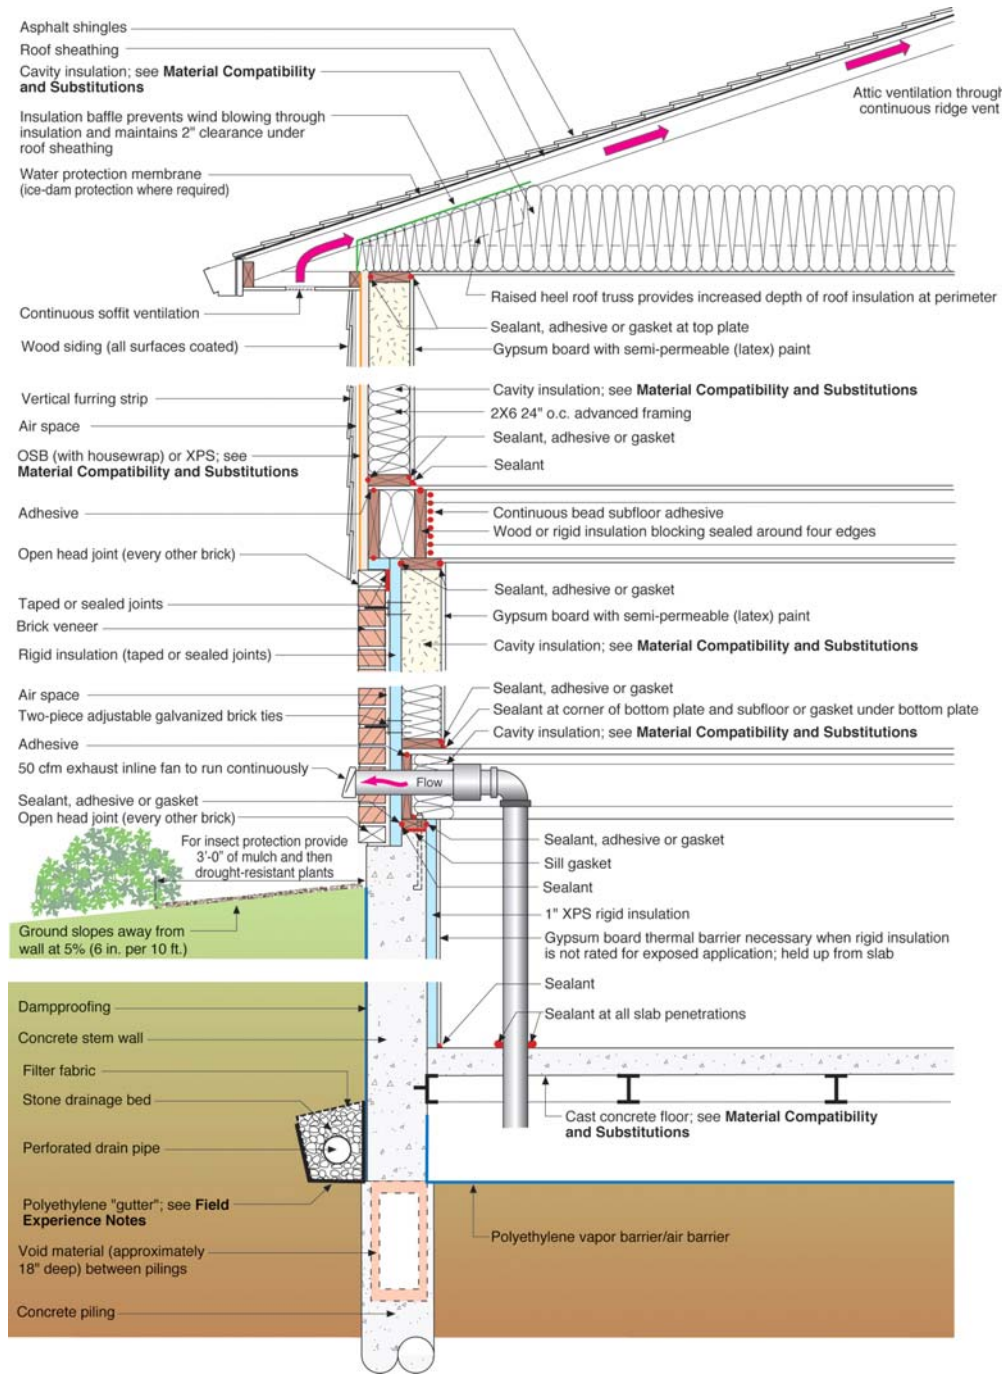 Asphalt shingles
Roof sheathing
Cavity insulation; see Material Compatibility
and Substitutions
Insulation baffle prevents wind blowing through
insulation and maintains 2" clearance under
roof sheathing
Water protection membrane
(ice-dam protection where required)
Attic ventilation through
continuous ridge vent
Continuous soffit ventilation
Wood siding (all surfaces coated)
Raised heel roof truss provides increased depth of roof insulation at perimeter
Sealant, adhesive or gasket at top plate
Gypsum board with semi-permeable (latex) paint
Vertical furring strip
Air space
OSB (with housewrap) or XPS; see
Material Compatibility and Substitutions
Adhesive
Open head joint (every other brick)
Taped or sealed joints
Brick veneer
Rigid insulation (taped or sealed joints)
Cavity insulation; see Material Compatibility and Substitutions
2X6 24" o.c. advanced framing
Sealant, adhesive or gasket
Sealant
Continuous bead subfloor adhesive
Wood or rigid insulation blocking sealed around four edges
Sealant, adhesive or gasket
Gypsum board with semi-permeable (latex) paint
Cavity insulation; see Material Compatibility and Substitutions
Air space
Two-piece adjustable galvanized brick ties
Adhesive
50 cfm exhaust inline fan to run continuously
Sealant, adhesive or gasket
Open head joint (every other brick)
Sealant, adhesive or gasket
Sealant at corner of bottom plate and subfloor or gasket under bottom plate
Cavity insulation; see Material Compatibility and Substitutions
Flow
For insect protection provide
3'-0" of mulch and then
drought-resistant plants
Ground slopes away from
wall at 5% (6 in. per 10 ft.)
Sealant, adhesive or gasket
Sill gasket
Sealant
1" XPS rigid insulation
Gypsum board thermal barrier necessary when rigid insulation
is not rated for exposed application; held up from slab
Sealant
Sealant at all slab penetrations
Dampproofing
Concrete stem wall
Filter fabric
Stone drainage bed
Perforated drain pipe
Polyethylene "gutter"; see Field
Experience Notes
Void material (approximately
18" deep) between pilings
Concrete piling
Cast concrete floor; see Material Compatibility
and Substitutions
Polyethylene vapor barrier/air barrier